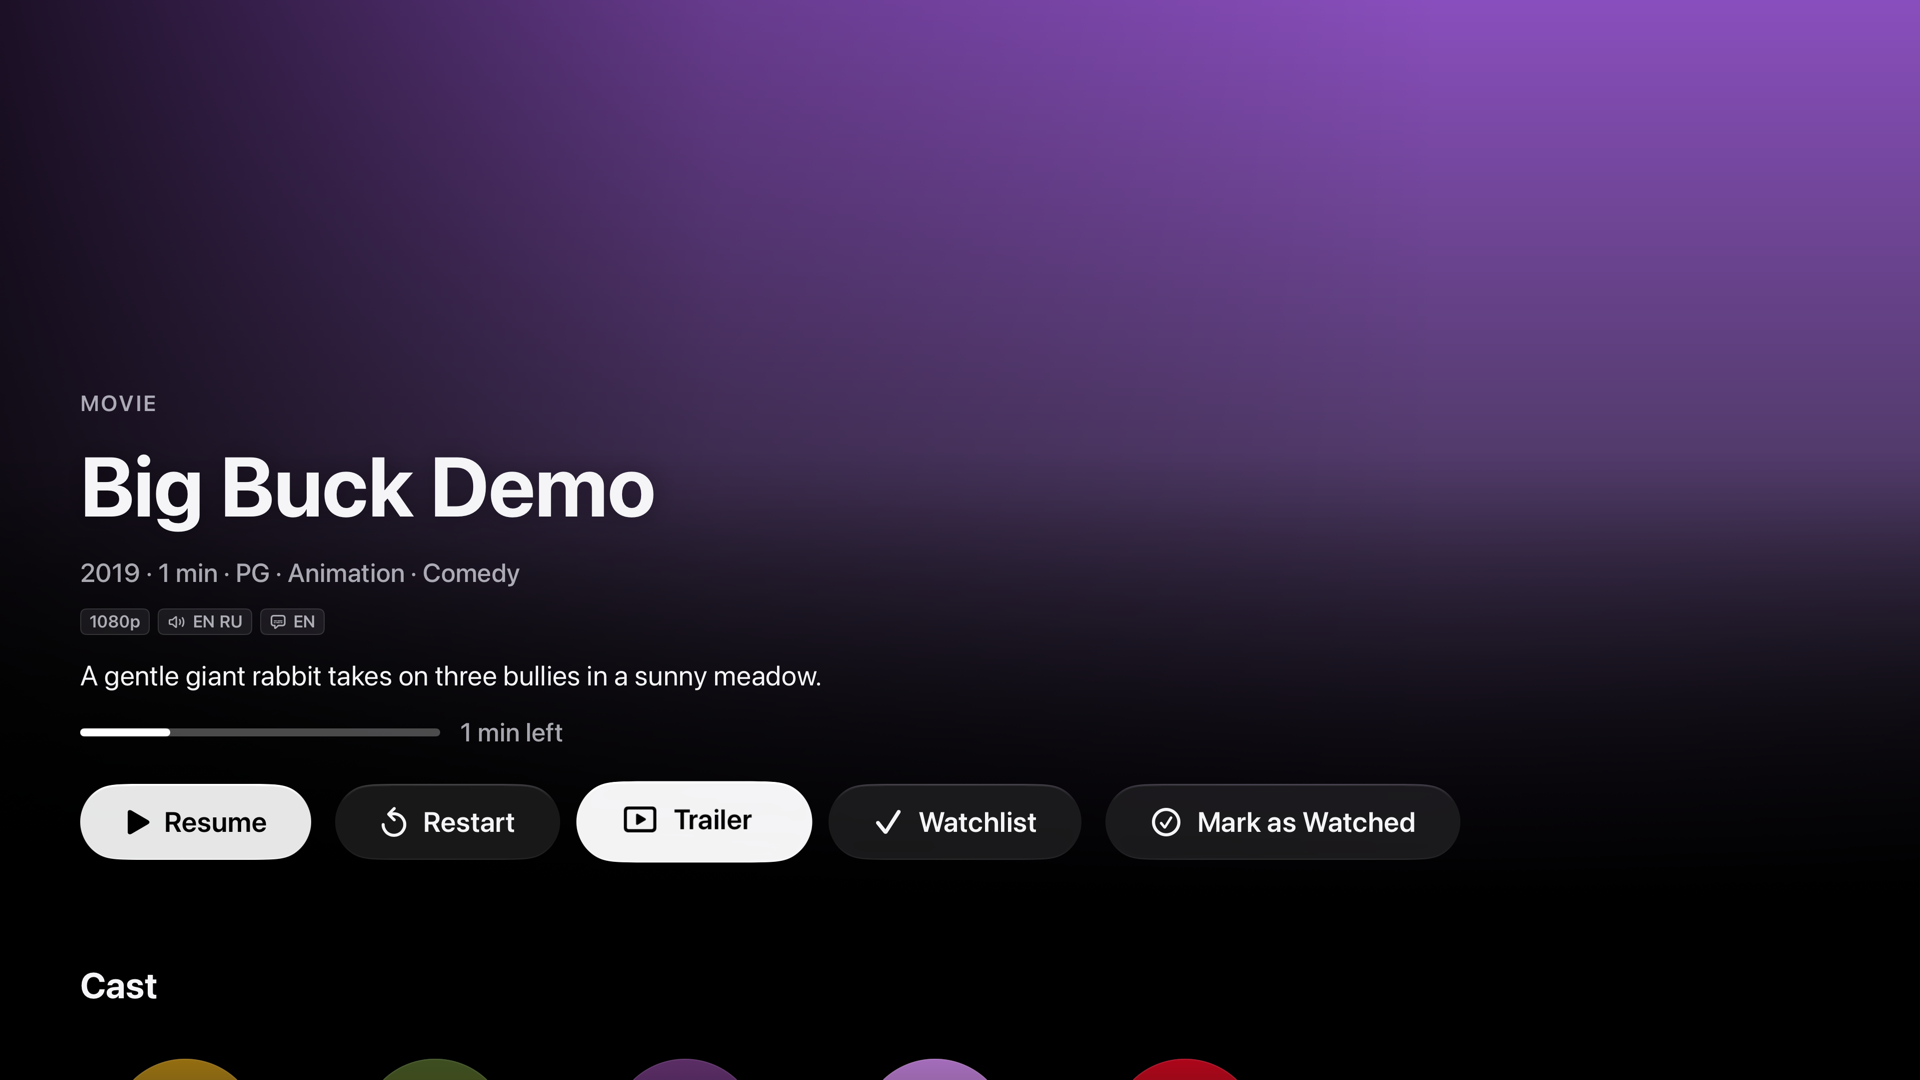 MOVIE
Big Buck Demo
2019 · 1 min · PG · Animation · Comedy
1080p EN RU EN
A gentle giant rabbit takes on three bullies in a sunny meadow.
1 min left
Resume Restart Trailer Watchlist Mark as Watched
Cast